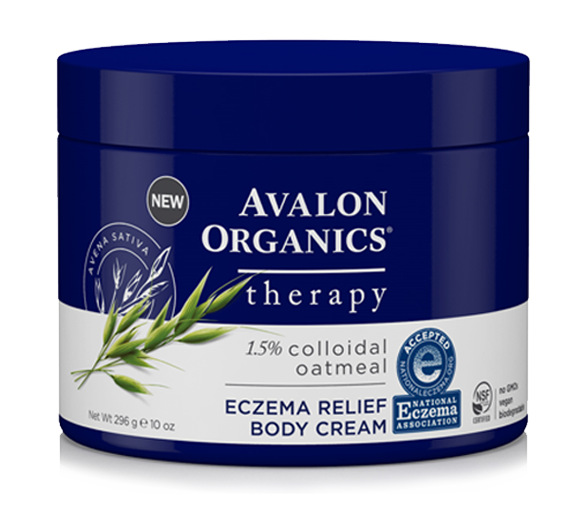 NEW
AVALON
ORGANICS®
therapy
AVENA SATIVA
1.5% colloidal
oatmeal
ECZEMA RELIEF
BODY CREAM
Net Wt 296 g ℮ 10 oz
ACCEPTED
e
NATIONALECZEMA.ORG
NATIONAL
Eczema
ASSOCIATION
NSF
CERTIFIED
no GMOs
vegan